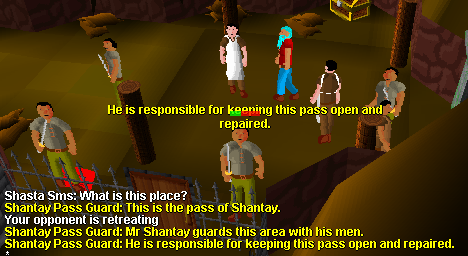 He is responsible for keeping this pass open and
repaired.
Shasta Sms: What is this place?
Shantay Pass Guard: This is the pass of Shantay.
Your opponent is retreating
Shantay Pass Guard: Mr Shantay guards this area with his men.
Shantay Pass Guard: He is responsible for keeping this pass open and repaired.
*